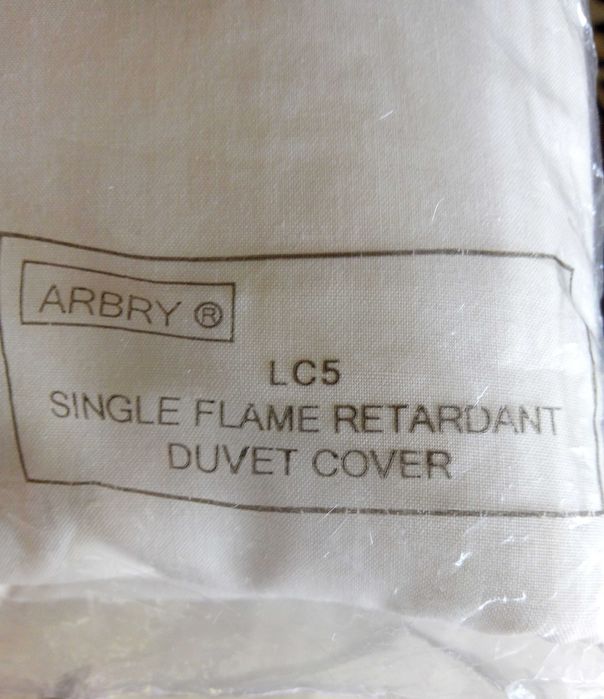 ARBRY ®
LC5
SINGLE FLAME RETARDANT
DUVET COVER